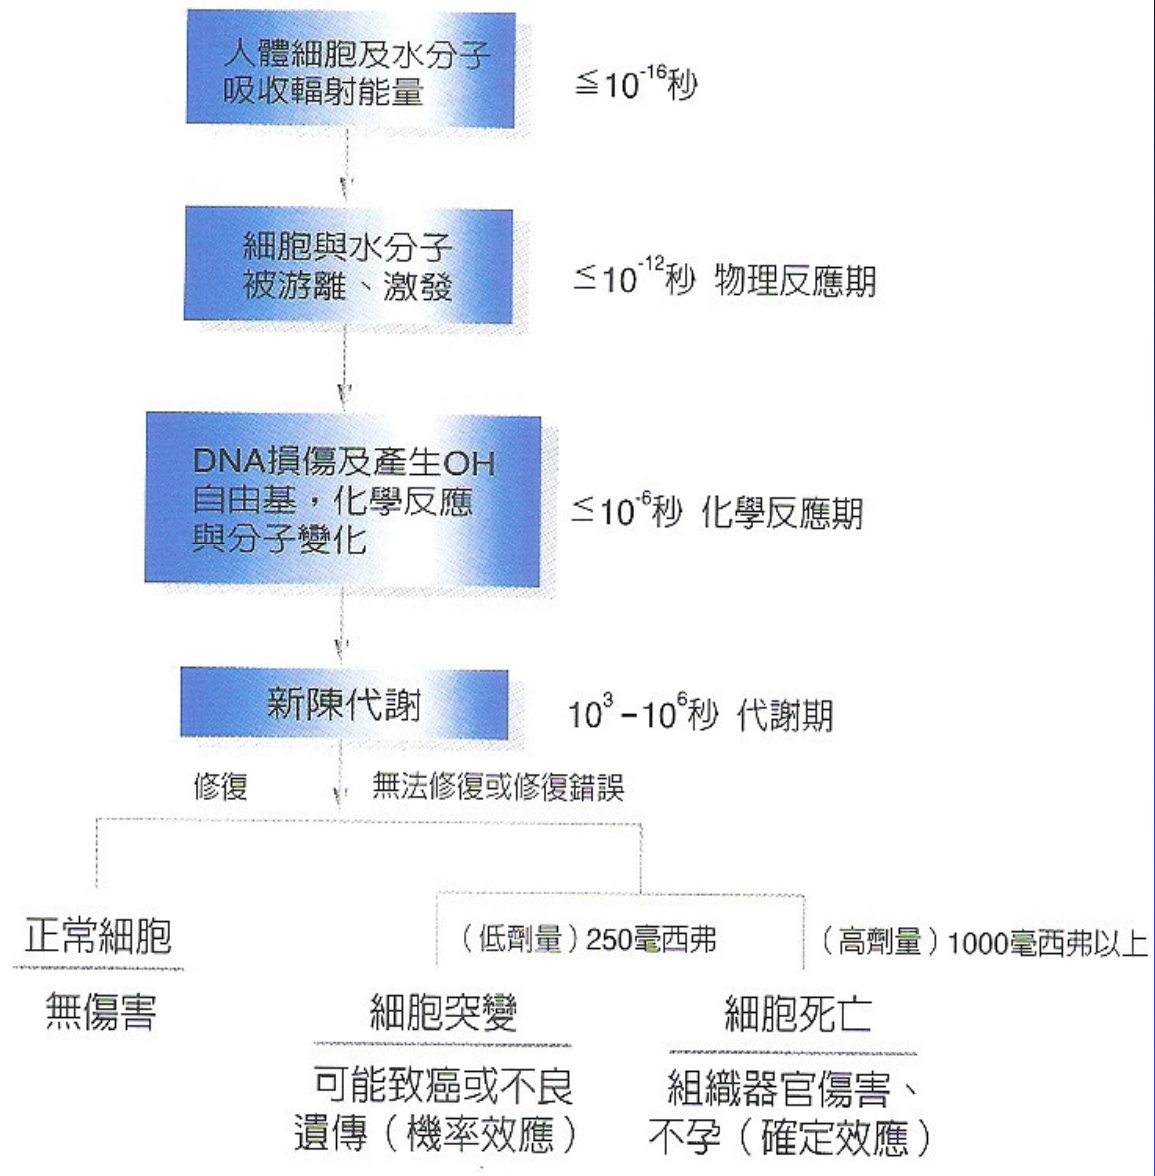 人體細胞及水分子
吸收輻射能量
≦10⁻¹⁶秒
細胞與水分子
被游離、激發
≤10⁻¹²秒 物理反應期
DNA損傷及產生OH
自由基，化學反應
與分子變化
≤10⁻⁶秒 化學反應期
新陳代謝
10³－10⁶秒 代謝期
修復
無法修復或修復錯誤
正常細胞
無傷害
（低劑量）250毫西弗
細胞突變
可能致癌或不良
遺傳（機率效應）
（高劑量）1000毫西弗以上
細胞死亡
組織器官傷害、
不孕（確定效應）